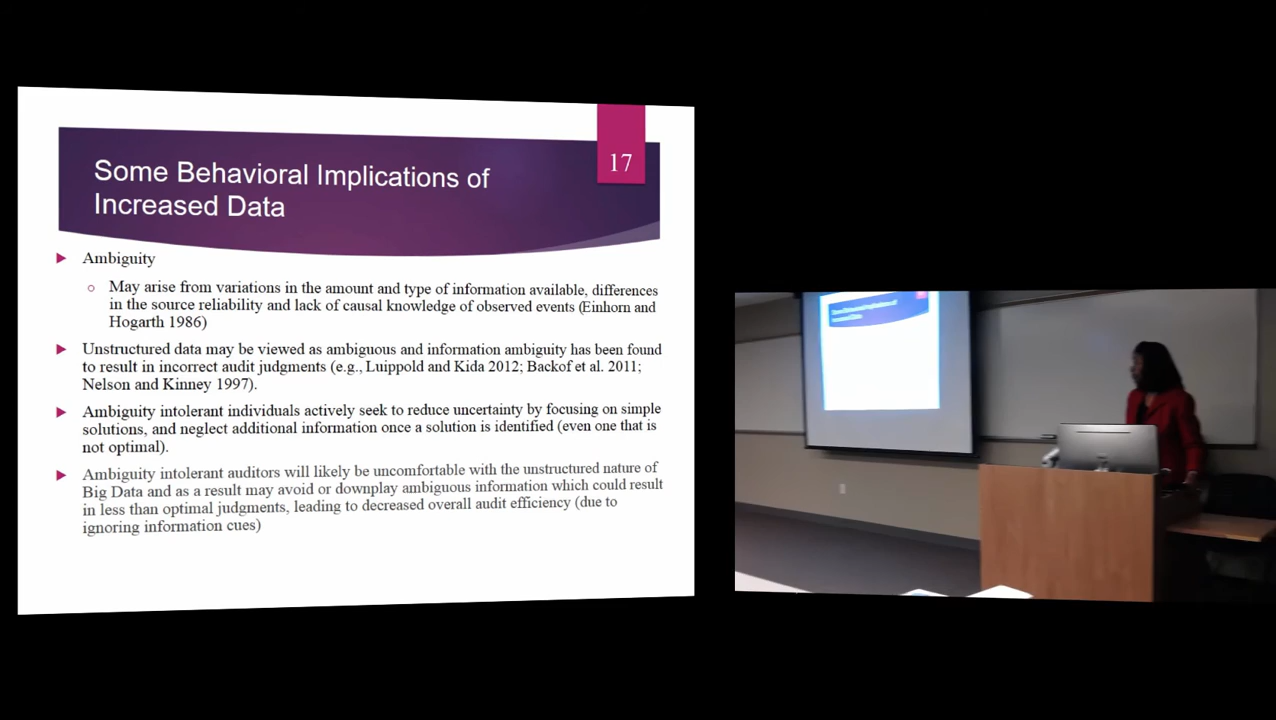 17
Some Behavioral Implications of
Increased Data
Ambiguity
May arise from variations in the amount and type of information available, differences
in the source reliability and lack of causal knowledge of observed events (Einhorn and
Hogarth 1986)
Unstructured data may be viewed as ambiguous and information ambiguity has been found
to result in incorrect audit judgments (e.g., Luippold and Kida 2012; Backof et al. 2011;
Nelson and Kinney 1997).
Ambiguity intolerant individuals actively seek to reduce uncertainty by focusing on simple
solutions, and neglect additional information once a solution is identified (even one that is
not optimal).
Ambiguity intolerant auditors will likely be uncomfortable with the unstructured nature of
Big Data and as a result may avoid or downplay ambiguous information which could result
in less than optimal judgments, leading to decreased overall audit efficiency (due to
ignoring information cues)
Some Behavioral Implications of
Increased Data